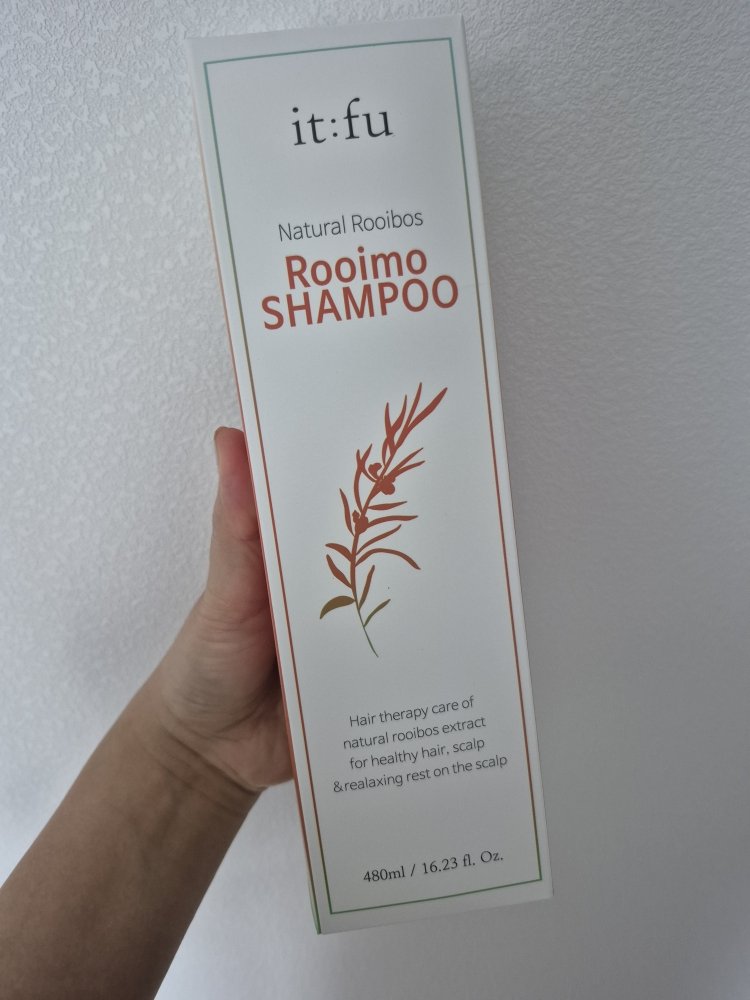 it:fu
Natural Rooibos
Rooimo
SHAMPOO
Hair therapy care of
natural rooibos extract
for healthy hair, scalp
&realaxing rest on the scalp
480ml / 16.23 fl. Oz.